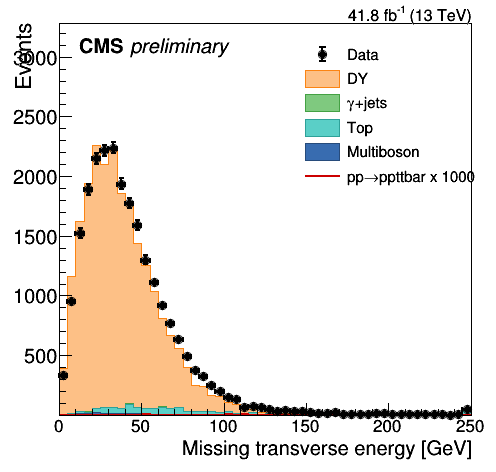 41.8 fb⁻¹ (13 TeV)
CMS preliminary
Events
3000
2500
2000
1500
1000
500
Data
DY
γ+jets
Top
Multiboson
pp→ppttbar x 1000
0 50 100 150 200 250
Missing transverse energy [GeV]